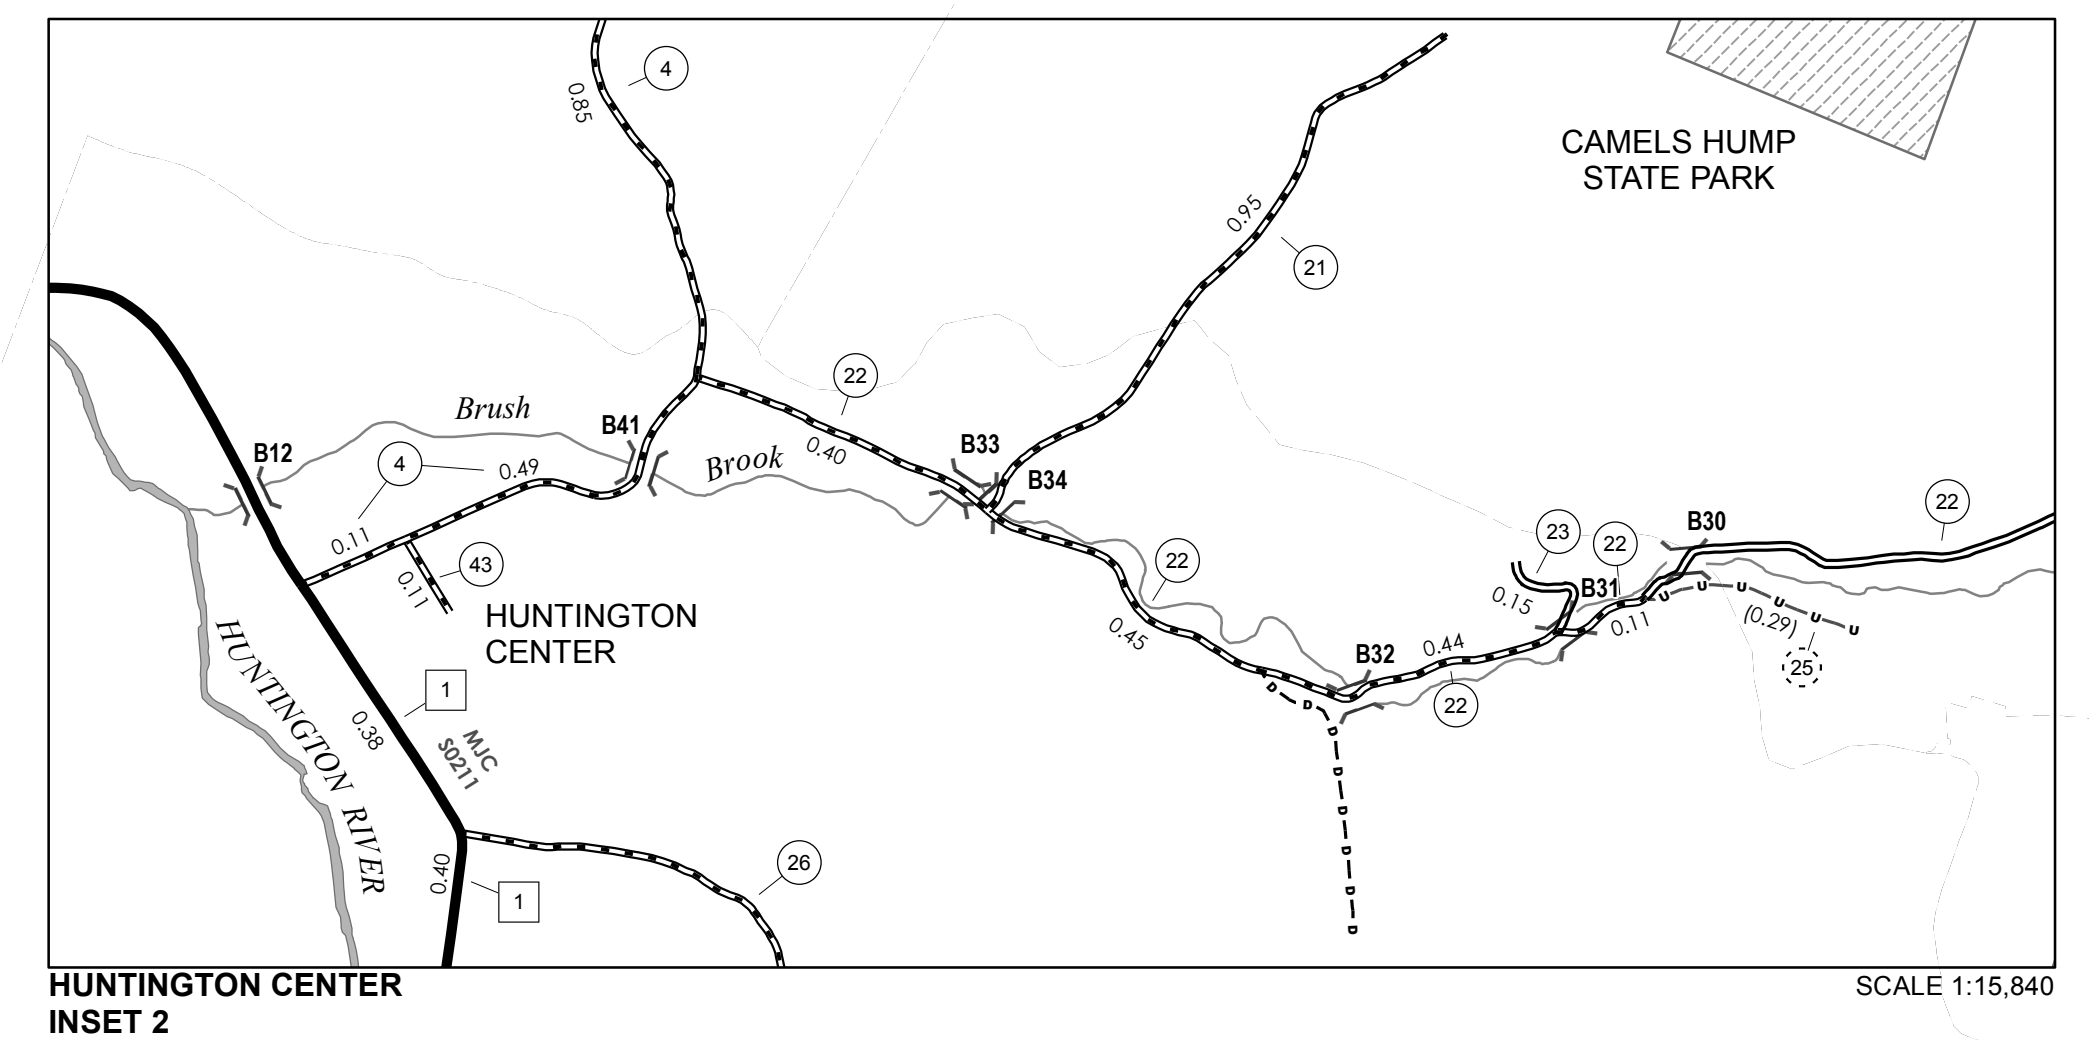 4
0.85
CAMELS HUMP
STATE PARK
0.95
21
22
Brush
B41
B12
0.40
B33
Brook
4
0.49
B34
22
0.11
23
22
B30
43
0.11
22
B31
0.15
0.11
(0.29)
U U U U U U
25
HUNTINGTON
CENTER
0.45
0.44
B32
22
HUNTINGTON RIVER
1
0.38
MJC
S0211
D D D D D D D D
26
0.40
1
HUNTINGTON CENTER
INSET 2
SCALE 1:15,840